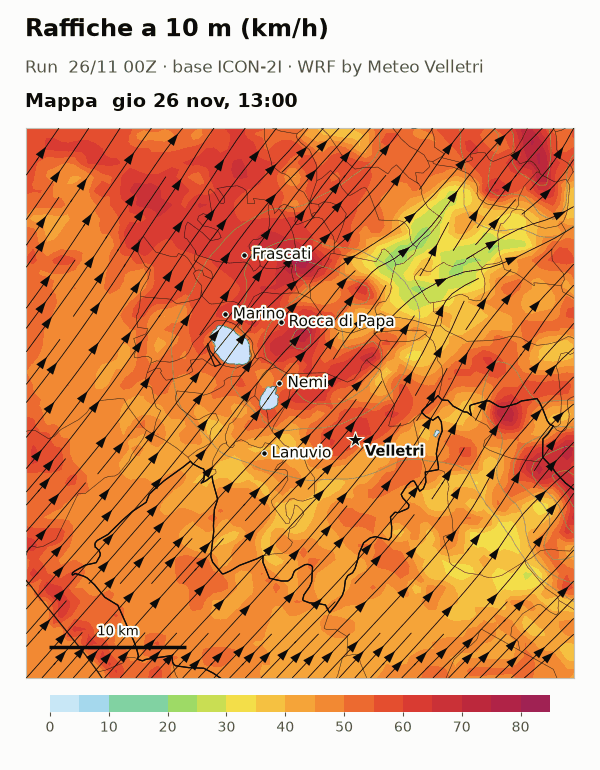 Raffiche a 10 m (km/h)
Run  26/11 00Z · base ICON-2I · WRF by Meteo Velletri
Mappa  gio 26 nov, 13:00
Frascati
Marino
Rocca di Papa
Nemi
Velletri
Lanuvio
10 km
0 10 20 30 40 50 60 70 80